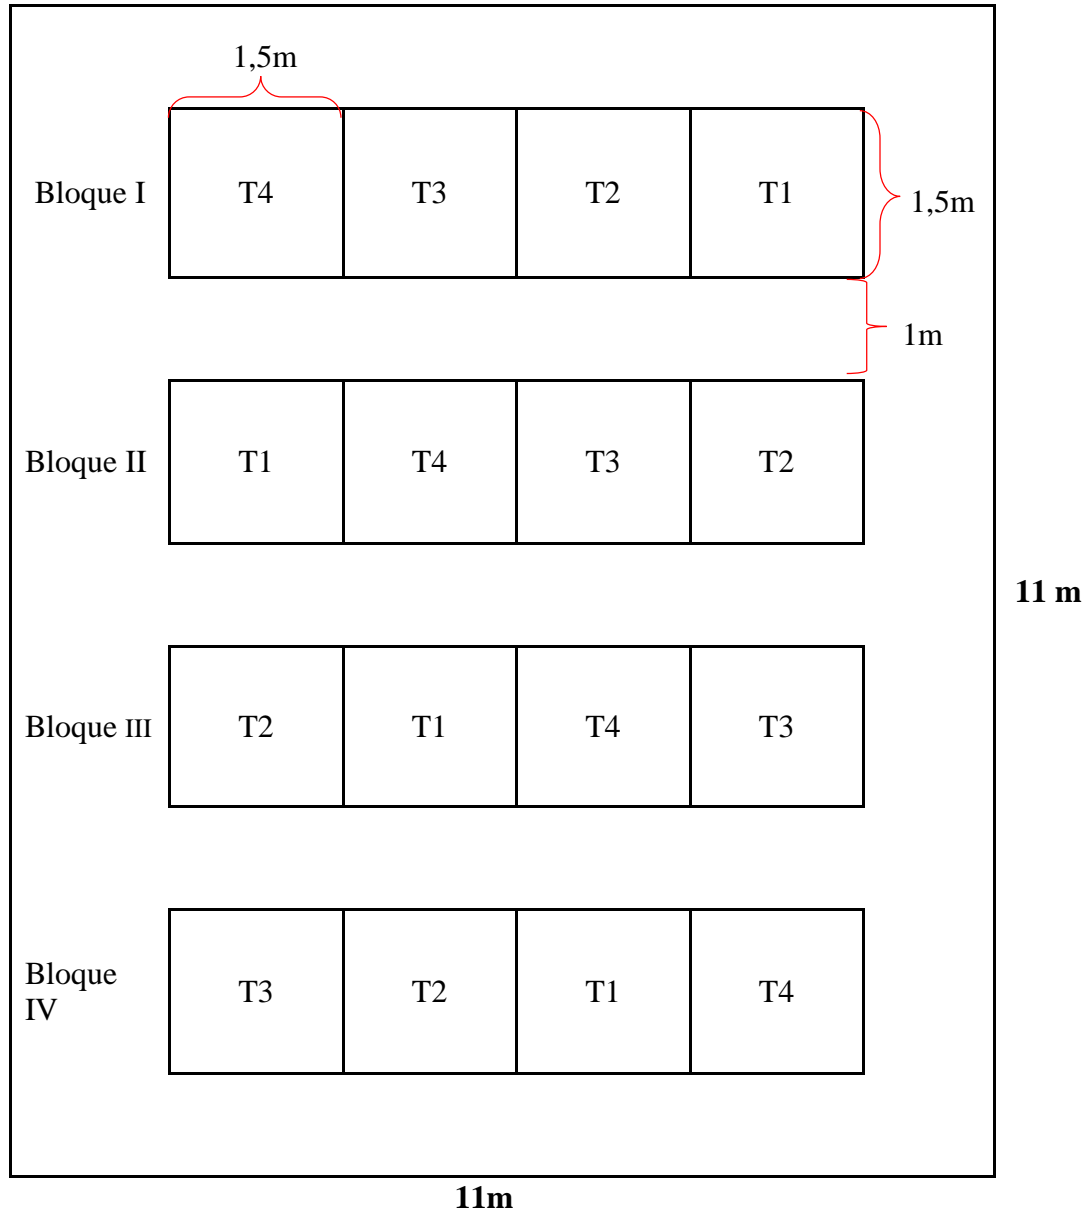 1,5m
Bloque I
T4
T3
T2
T1
1,5m
1m
Bloque II
T1
T4
T3
T2
11 m
Bloque III
T2
T1
T4
T3
Bloque
IV
T3
T2
T1
T4
11m